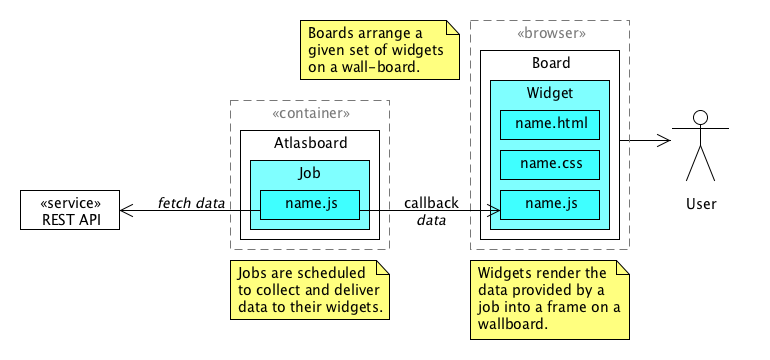 Boards arrange a
given set of widgets
on a wall-board.
«browser»
Board
Widget
name.html
name.css
name.js
«container»
Atlasboard
Job
name.js
«service»
REST API
fetch data
callback
data
User
Jobs are scheduled
to collect and deliver
data to their widgets.
Widgets render the
data provided by a
job into a frame on a
wallboard.